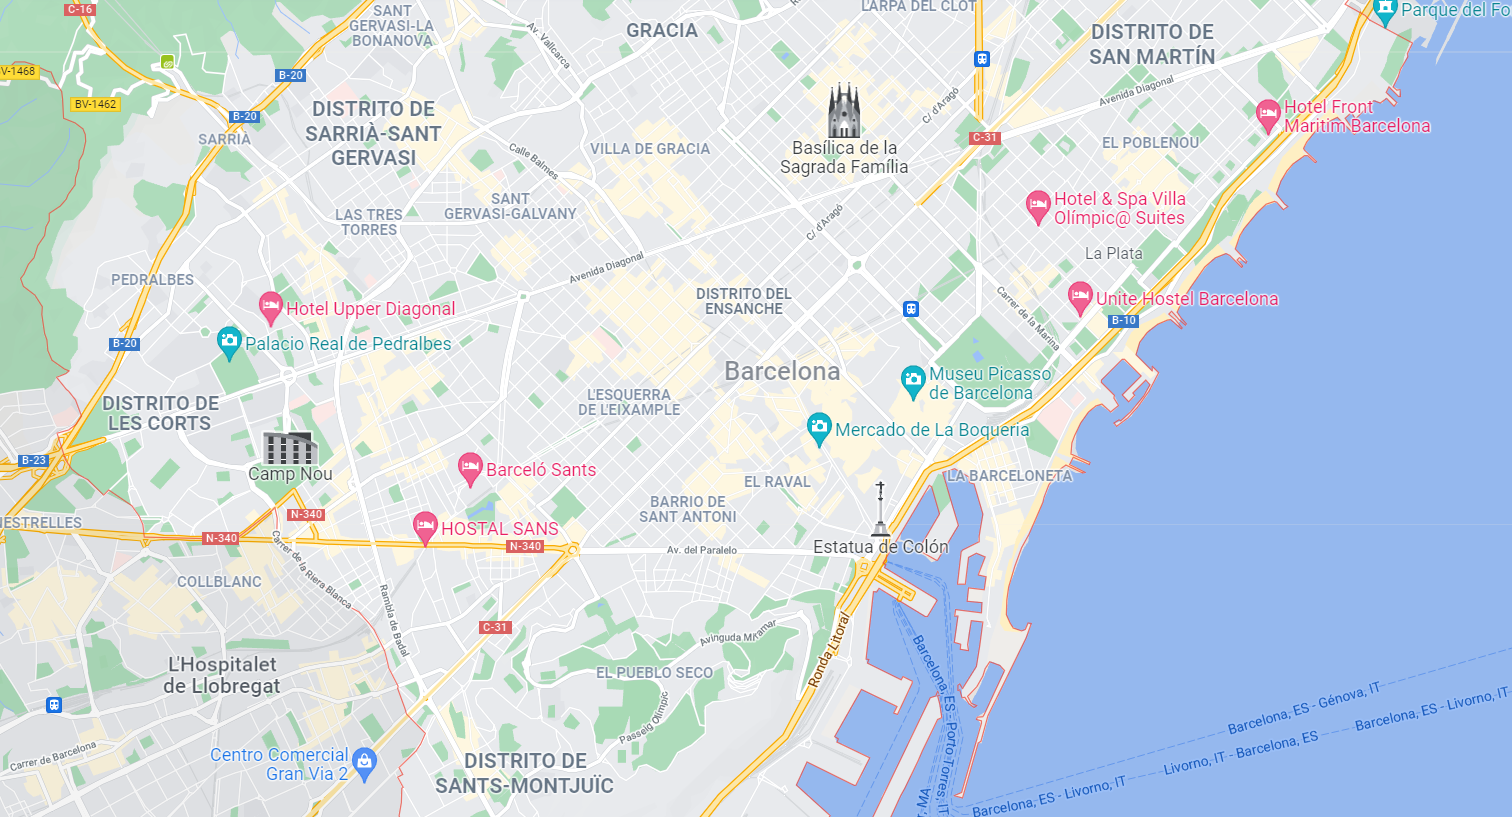 C-16
SANT
GERVASI-LA
BONANOVA
Av. Vallcarca
GRACIA
L'ARPA DEL CLOT
DISTRITO DE
SAN MARTÍN
Parque del Fo
V-1468
BV-1462
B-20
B-20
SARRIÀ
DISTRITO DE
SARRIÀ-SANT
GERVASI
VILLA DE GRACIA
Calle Balmes
Basílica de la
Sagrada Família
C/ d'Aragó
C-31
Avenida Diagonal
EL POBLENOU
Hotel Front
Maritim Barcelona
SANT
GERVASI-GALVANY
LAS TRES
TORRES
C/ d'Aragó
Hotel & Spa Villa
Olímpic@ Suites
La Plata
PEDRALBES
Avenida Diagonal
DISTRITO DEL
ENSANCHE
Hotel Upper Diagonal
Palacio Real de Pedralbes
B-20
Carrer de la Marina
Unite Hostel Barcelona
B-10
Barcelona
Museu Picasso
de Barcelona
L'ESQUERRA
DE L'EIXAMPLE
DISTRITO DE
LES CORTS
Mercado de La Boqueria
B-23
Camp Nou
Barceló Sants
EL RAVAL
LA BARCELONETA
BARRIO DE
SANT ANTONI
NESTRELLES
N-340
N-340
HOSTAL SANS
N-340
Av. del Paralelo
Estatua de Colón
COLLBLANC
Carrer de la Riera Blanca
Rambla de Badal
C-31
Avinguda Miramar
Ronda Litoral
L'Hospitalet
de Llobregat
EL PUEBLO SECO
Passeig Olímpic
Barcelona, ES - Porto Torres, IT
Barcelona, ES - Génova, IT
Barcelona, ES - Livorno, IT
Livorno, IT - Barcelona, ES
Barcelona, ES - Livorno, IT
Carrer de Barcelona
Centro Comercial
Gran Via 2
DISTRITO DE
SANTS-MONTJUÏC